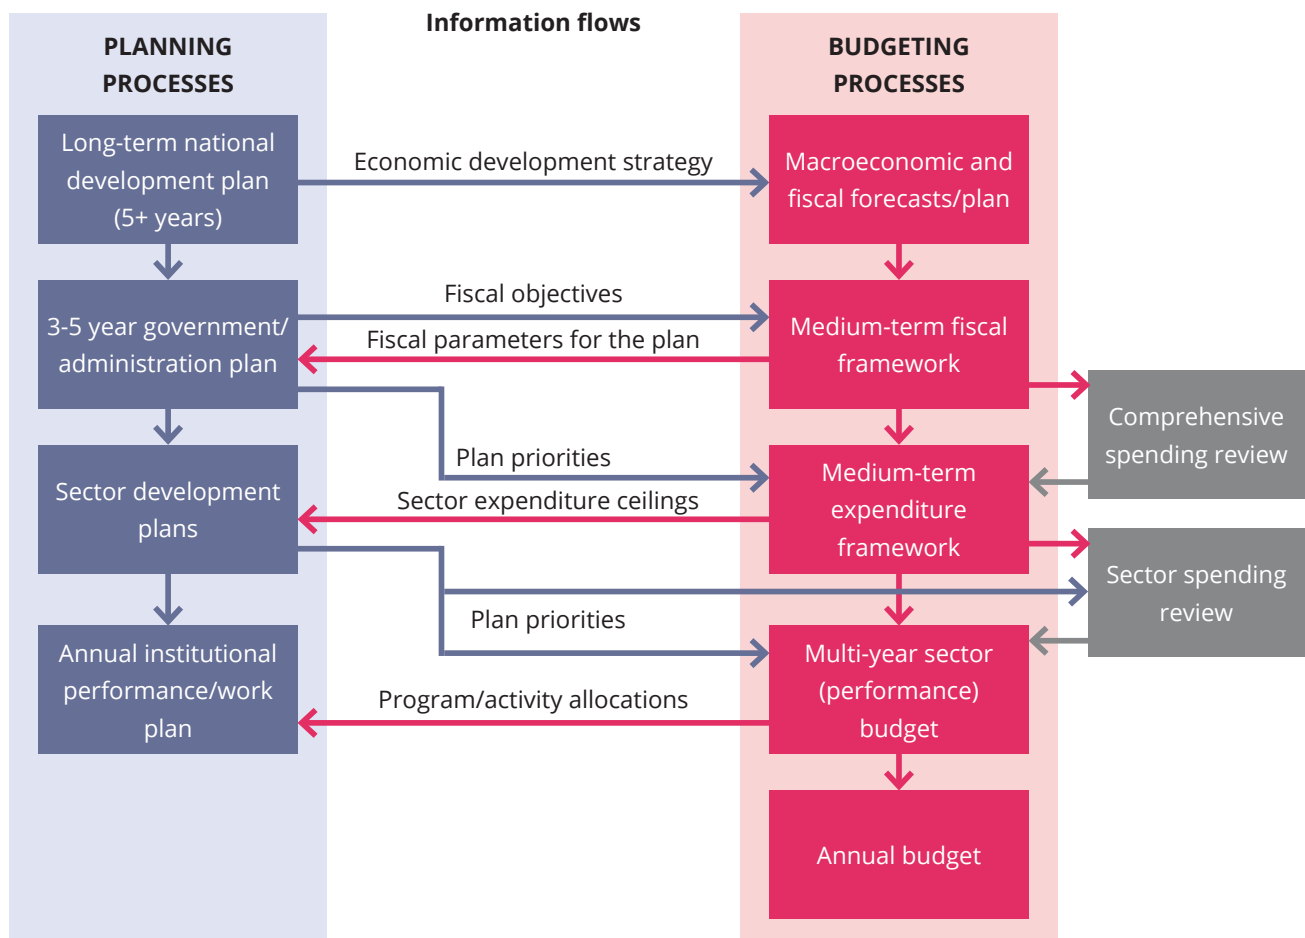 Information flows
PLANNING
PROCESSES
BUDGETING
PROCESSES
Long-term national
development plan
(5+ years)
Economic development strategy
Macroeconomic and
fiscal forecasts/plan
3-5 year government/
administration plan
Fiscal objectives
Fiscal parameters for the plan
Medium-term fiscal
framework
Comprehensive
spending review
Sector development
plans
Plan priorities
Sector expenditure ceilings
Medium-term
expenditure
framework
Sector spending
review
Annual institutional
performance/work
plan
Plan priorities
Program/activity allocations
Multi-year sector
(performance)
budget
Annual budget